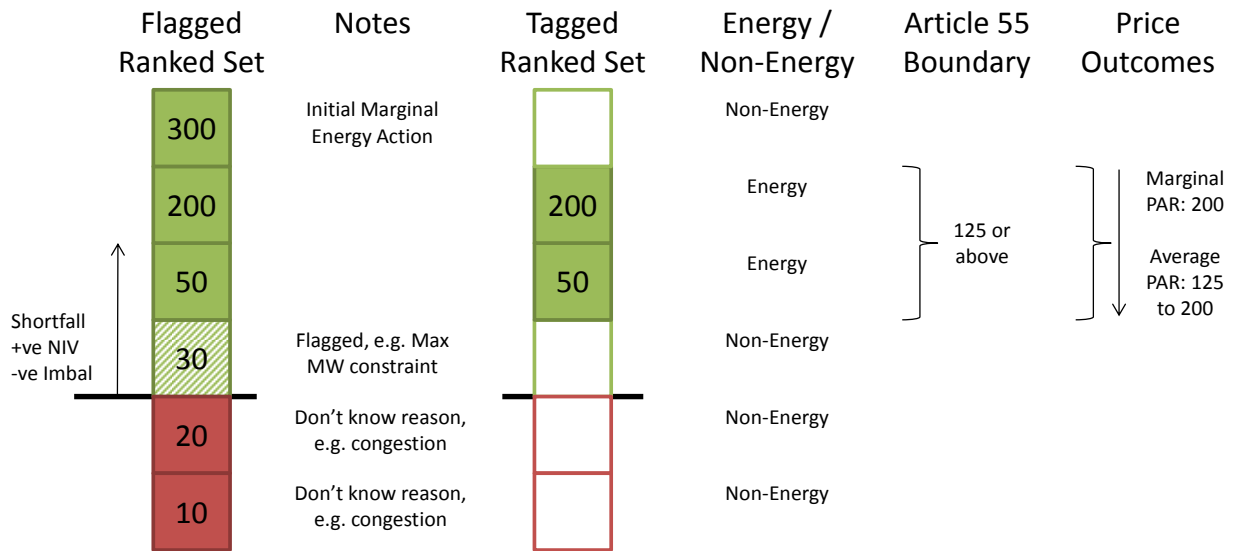 Flagged
Ranked Set
Notes
Tagged
Ranked Set
Energy /
Non-Energy
Article 55
Boundary
Price
Outcomes
300
Initial Marginal
Energy Action
Non-Energy
200
200
Energy
Marginal
PAR: 200
125 or
above
50
50
Energy
Average
PAR: 125
to 200
Shortfall
+ve NIV
-ve Imbal
30
Flagged, e.g. Max
MW constraint
Non-Energy
20
Don't know reason,
e.g. congestion
Non-Energy
10
Don't know reason,
e.g. congestion
Non-Energy